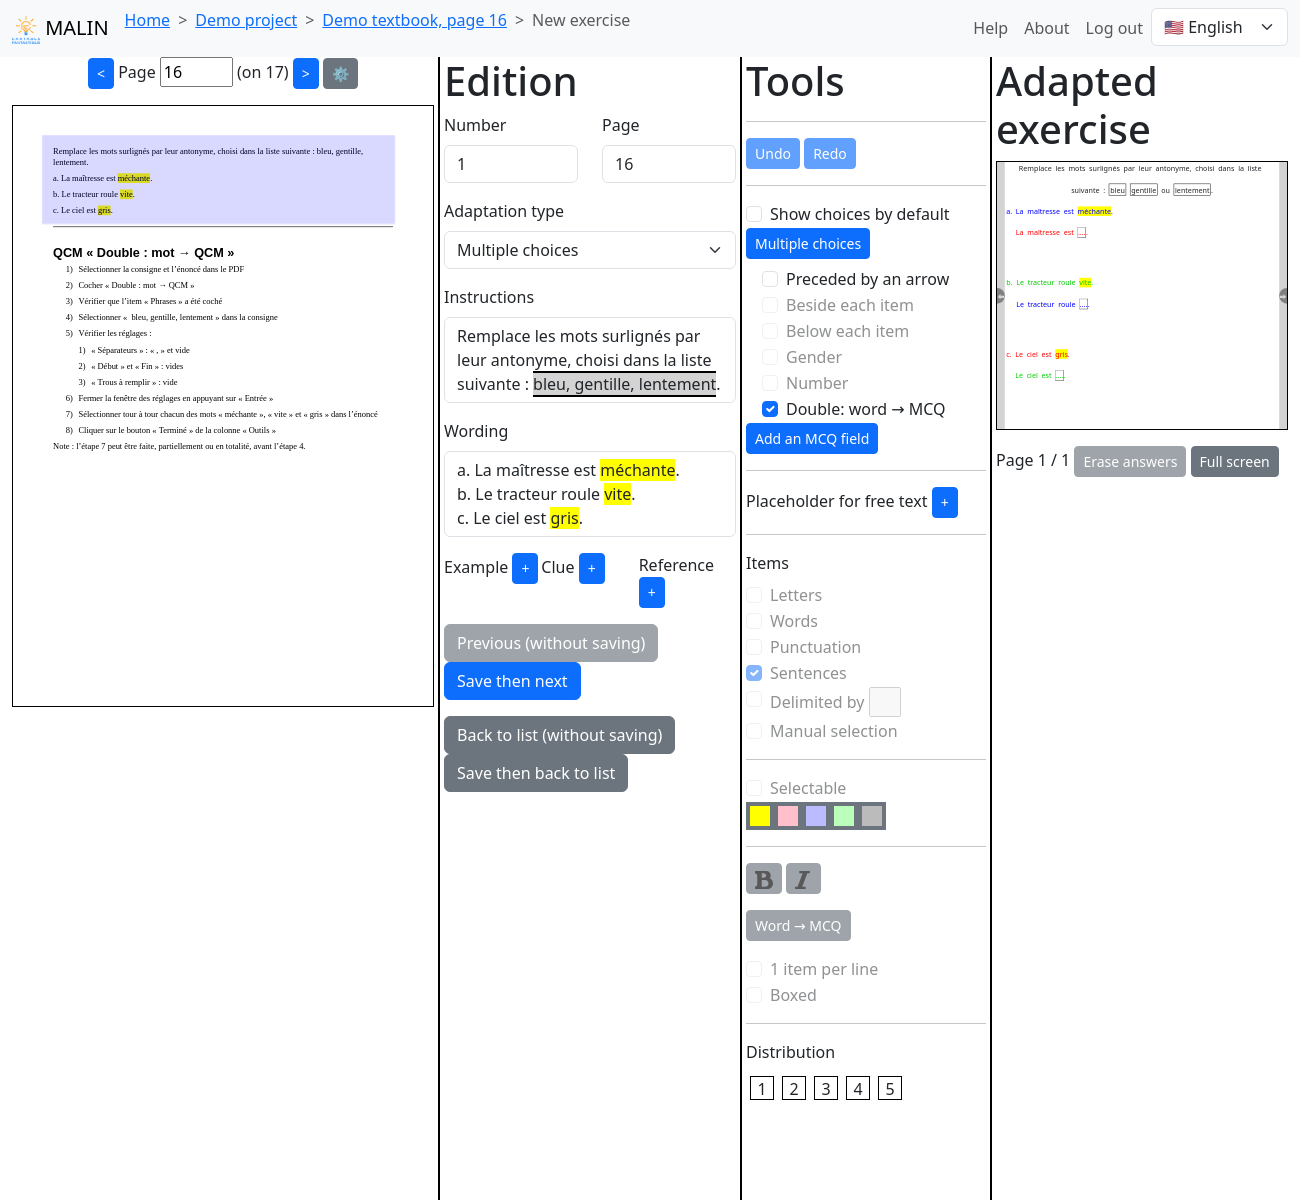 MALIN
Home > Demo project > Demo textbook, page 16 > New exercise
Help About Log out 🇺🇸 English
< Page 16 (on 17) > ⚙️
Remplace les mots surlignés par leur antonyme, choisi dans la liste suivante : bleu, gentille,
lentement.
a. La maîtresse est méchante.
b. Le tracteur roule vite.
c. Le ciel est gris.
QCM « Double : mot → QCM »
1) Sélectionner la consigne et l'énoncé dans le PDF
2) Cocher « Double : mot → QCM »
3) Vérifier que l'item « Phrases » a été coché
4) Sélectionner « bleu, gentille, lentement » dans la consigne
5) Vérifier les réglages :
1) « Séparateurs » : « , » et vide
2) « Début » et « Fin » : vides
3) « Trous à remplir » : vide
6) Fermer la fenêtre des réglages en appuyant sur « Entrée »
7) Sélectionner tour à tour chacun des mots « méchante », « vite » et « gris » dans l'énoncé
8) Cliquer sur le bouton « Terminé » de la colonne « Outils »
Note : l'étape 7 peut être faite, partiellement ou en totalité, avant l'étape 4.
Edition
Number Page
1 16
Adaptation type
Multiple choices
Instructions
Remplace les mots surlignés par
leur antonyme, choisi dans la liste
suivante : bleu, gentille, lentement.
Wording
a. La maîtresse est méchante.
b. Le tracteur roule vite.
c. Le ciel est gris.
Example + Clue + Reference
+
Previous (without saving)
Save then next
Back to list (without saving)
Save then back to list
Tools
Undo Redo
Show choices by default
Multiple choices
Preceded by an arrow
Beside each item
Below each item
Gender
Number
Double: word → MCQ
Add an MCQ field
Placeholder for free text +
Items
Letters
Words
Punctuation
Sentences
Delimited by
Manual selection
Selectable
B I
Word → MCQ
1 item per line
Boxed
Distribution
1 2 3 4 5
Adapted
exercise
Remplace les mots surlignés par leur antonyme, choisi dans la liste
suivante : bleu gentille ou lentement.
a. La maîtresse est méchante.
La maîtresse est ....
b. Le tracteur roule vite.
Le tracteur roule ....
c. Le ciel est gris.
Le ciel est ....
Page 1 / 1 Erase answers Full screen